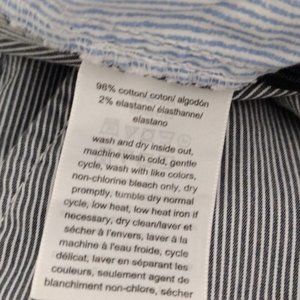 98% cotton/ coton/ algodón
2% elastane/ élasthanne/
elastano
wash and dry inside out,
machine wash cold, gentle
cycle, wash with like colors,
non-chlorine bleach only, dry
promptly, tumble dry normal
cycle, low heat, low heat iron if
necessary, dry clean/laver et
sécher à l'envers, laver à la
machine à l'eau froide, cycle
délicat, laver en séparant les
couleurs, seulement agent de
blanchiment non-chlore, sécher